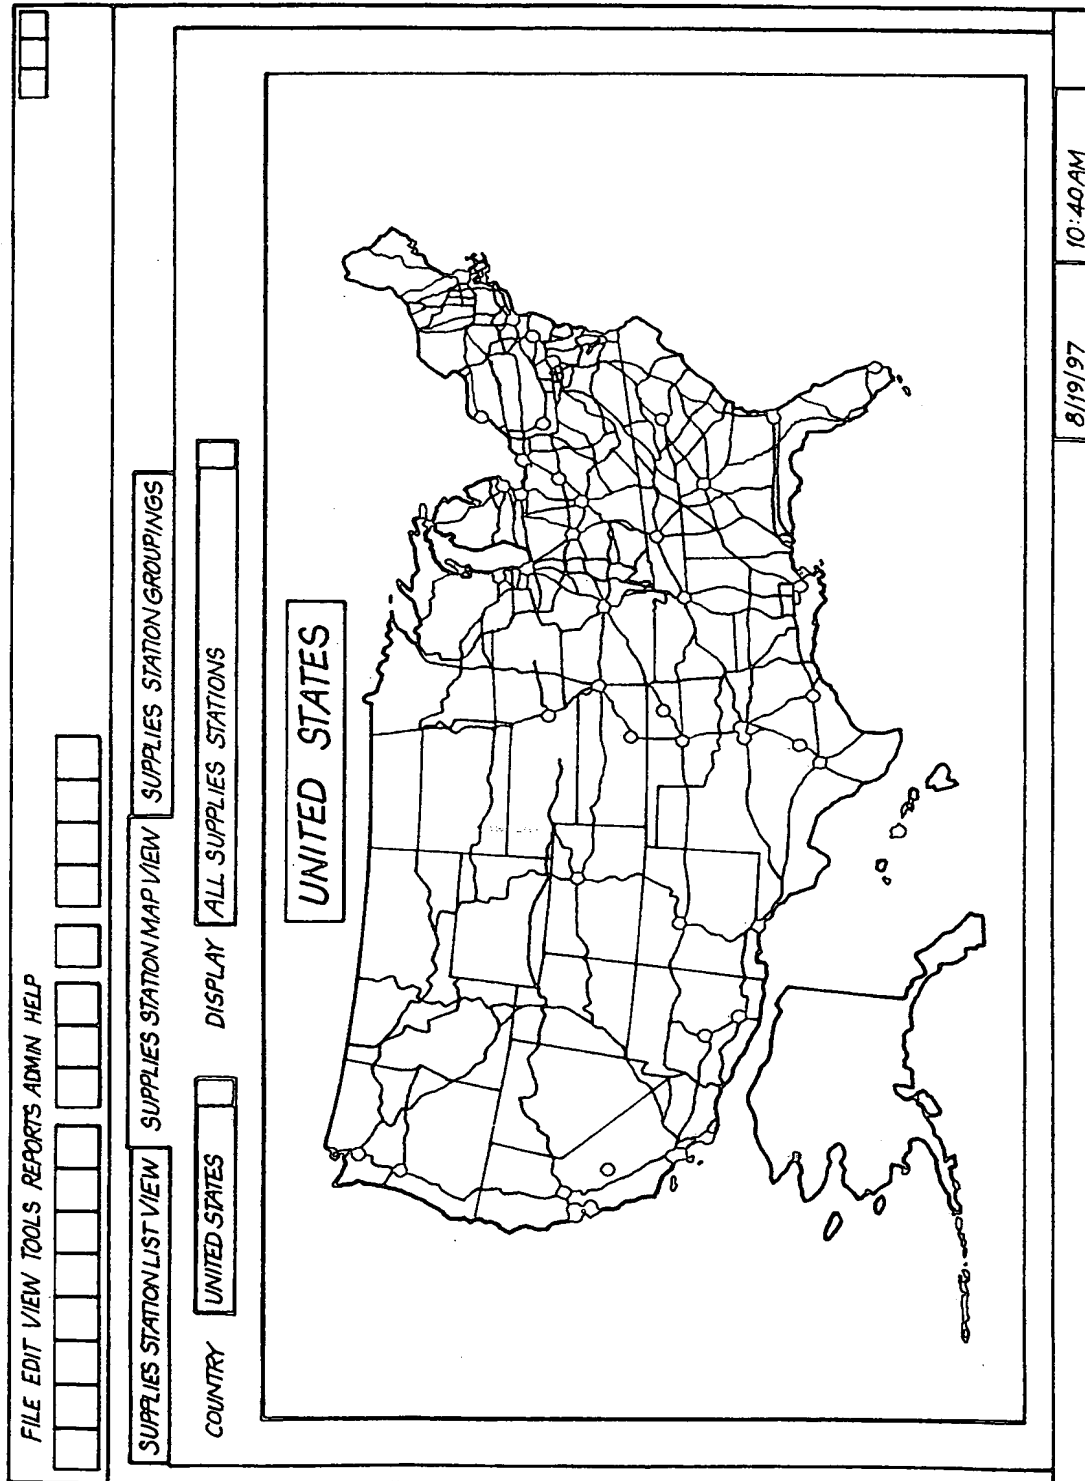 FILE EDIT VIEW TOOLS REPORTS ADMIN HELP
SUPPLIES STATION LIST VIEW SUPPLIES STATION MAP VIEW SUPPLIES STATION GROUPINGS
COUNTRY UNITED STATES DISPLAY ALL SUPPLIES STATIONS
UNITED STATES
8/19/97 10:40AM